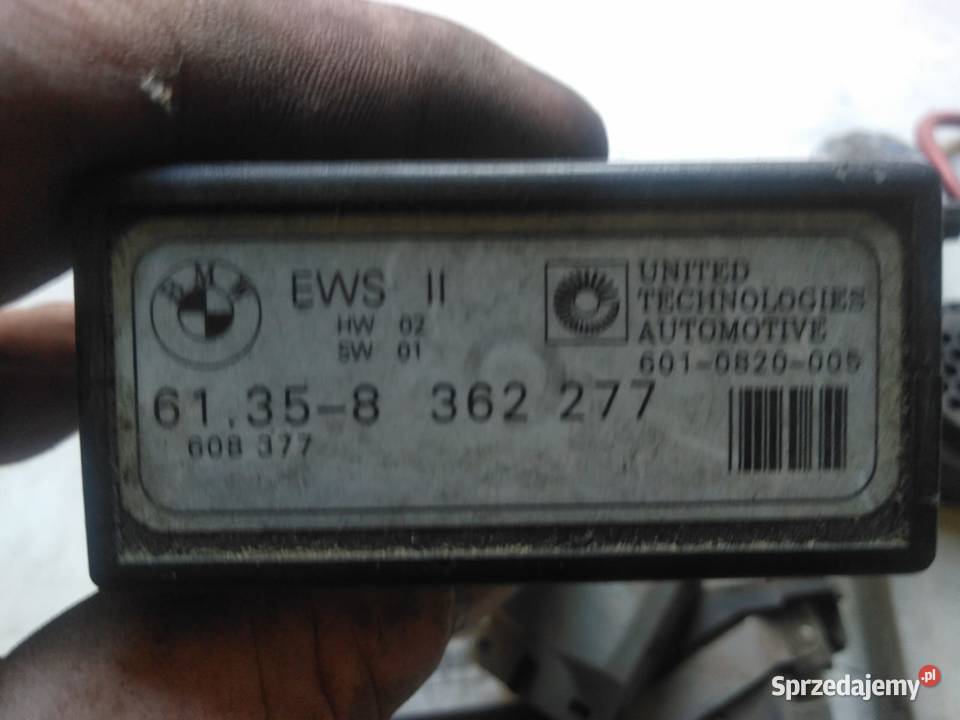 BMW
EWS II
HW 02
SW 01
UNITED
TECHNOLOGIES
AUTOMOTIVE
601-0820-005
61.35-8 362 277
608 377
Sprzedajemy.pl